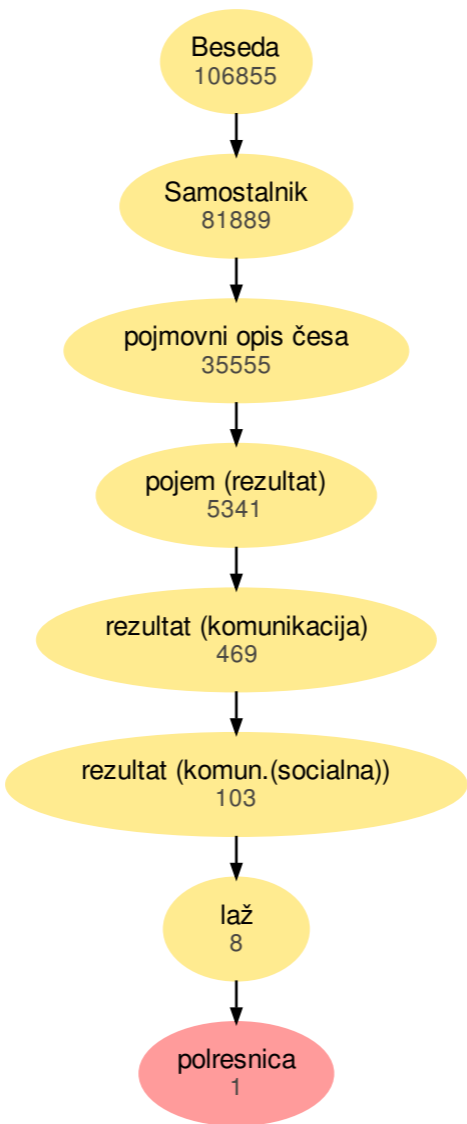 Beseda
106855
Samostalnik
81889
pojmovni opis česa
35555
pojem (rezultat)
5341
rezultat (komunikacija)
469
rezultat (komun.(socialna))
103
laž
8
polresnica
1